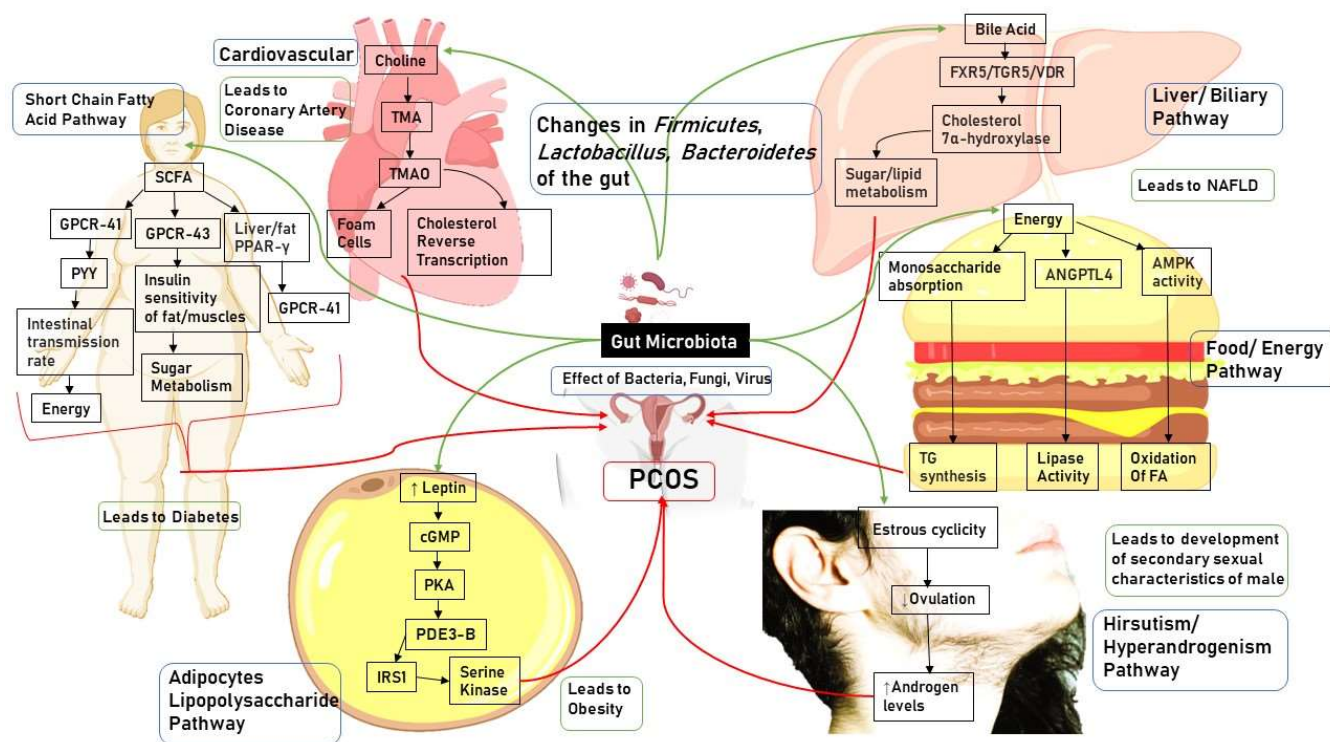 Cardiovascular
Leads to
Coronary Artery
Disease
Choline
TMA
TMAO
Foam
Cells
Cholesterol
Reverse
Transcription
Short Chain Fatty
Acid Pathway
SCFA
GPCR-41
GPCR-43
Liver/fat
PPAR-γ
PYY
Insulin
sensitivity
of fat/muscles
GPCR-41
Intestinal
transmission
rate
Sugar
Metabolism
Energy
Leads to Diabetes
Changes in Firmicutes,
Lactobacillus, Bacteroidetes
of the gut
Gut Microbiota
Effect of Bacteria, Fungi, Virus
PCOS
Bile Acid
FXR5/TGR5/VDR
Cholesterol
7α-hydroxylase
Sugar/lipid
metabolism
Liver/ Biliary
Pathway
Leads to NAFLD
Energy
Monosaccharide
absorption
ANGPTL4
AMPK
activity
Food/ Energy
Pathway
TG
synthesis
Lipase
Activity
Oxidation
Of FA
↑ Leptin
cGMP
PKA
PDE3-B
IRS1
Serine
Kinase
Adipocytes
Lipopolysaccharide
Pathway
Leads to
Obesity
Estrous cyclicity
↓Ovulation
↑Androgen
levels
Leads to development
of secondary sexual
characteristics of male
Hirsutism/
Hyperandrogenism
Pathway